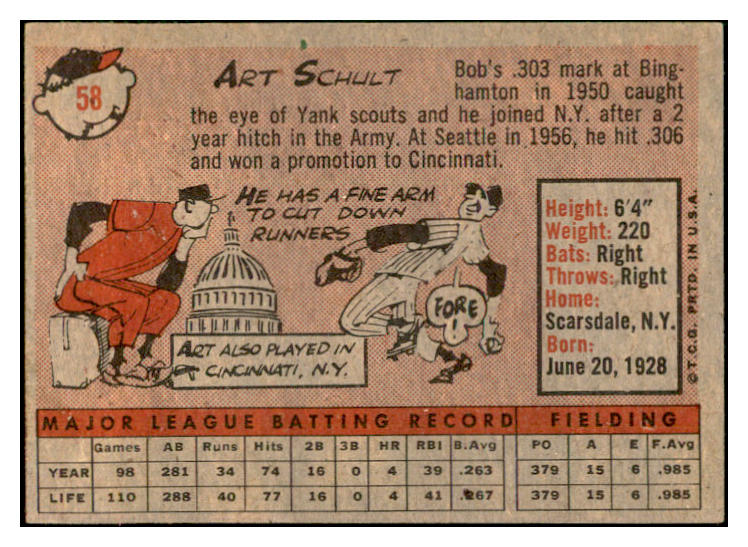 58
ART SCHULT
Bob's .303 mark at Bing-
hamton in 1950 caught
the eye of Yank scouts and he joined N.Y. after a 2
year hitch in the Army. At Seattle in 1956, he hit .306
and won a promotion to Cincinnati.
HE HAS A FINE ARM
TO CUT DOWN
RUNNERS
FORE!
ART ALSO PLAYED IN
CINCINNATI, N.Y.
Height: 6'4"
Weight: 220
Bats: Right
Throws: Right
Home:
Scarsdale, N.Y.
Born:
June 20, 1928
© T.C.G. PRTD. IN U.S.A.
MAJOR LEAGUE BATTING RECORD FIELDING
Games AB Runs Hits 2B 3B HR RBI B.Avg PO A E F.Avg
YEAR 98 281 34 74 16 0 4 39 .263 379 15 6 .985
LIFE 110 288 40 77 16 0 4 41 .267 379 15 6 .985